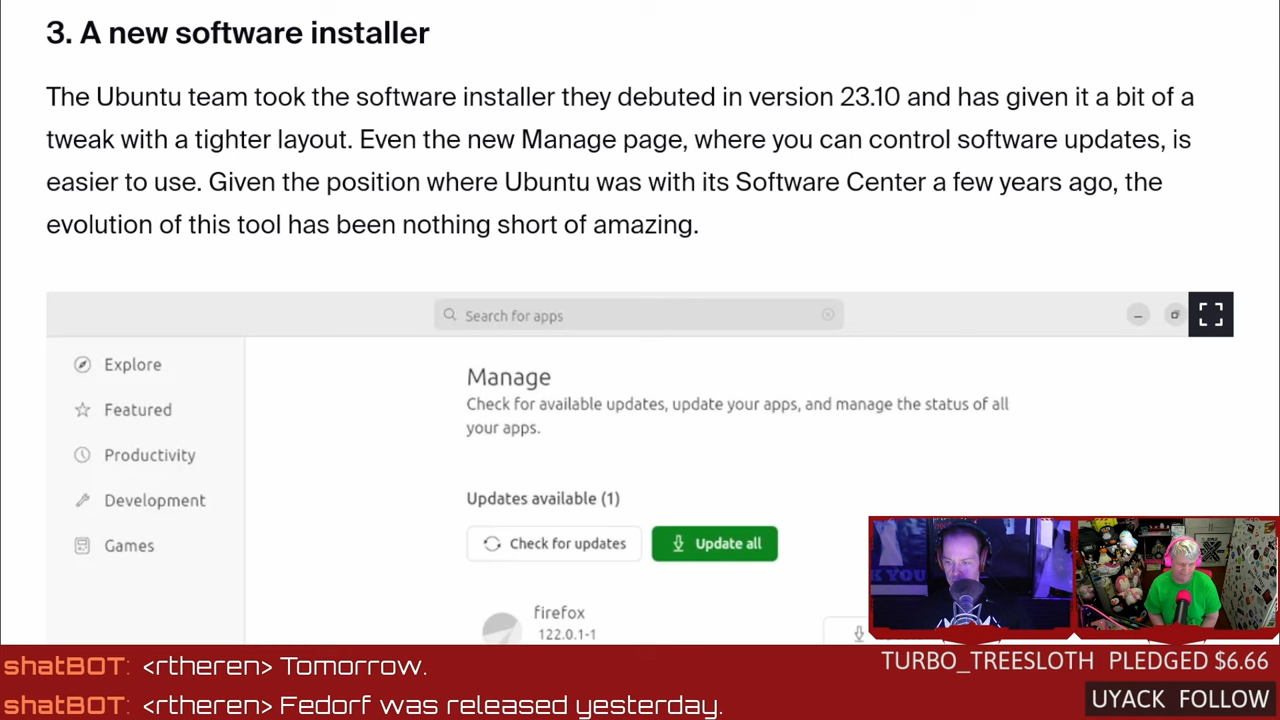 3. A new software installer
The Ubuntu team took the software installer they debuted in version 23.10 and has given it a bit of a
tweak with a tighter layout. Even the new Manage page, where you can control software updates, is
easier to use. Given the position where Ubuntu was with its Software Center a few years ago, the
evolution of this tool has been nothing short of amazing.
Search for apps
Explore
Featured
Productivity
Development
Games
Manage
Check for available updates, update your apps, and manage the status of all
your apps.
Updates available (1)
Check for updates
Update all
firefox
122.0.1-1
K YOU
shatBOT: <rtheren> Tomorrow.
shatBOT: <rtheren> Fedorf was released yesterday.
TURBO_TREESLOTH PLEDGED $6.66
UYACK FOLLOW